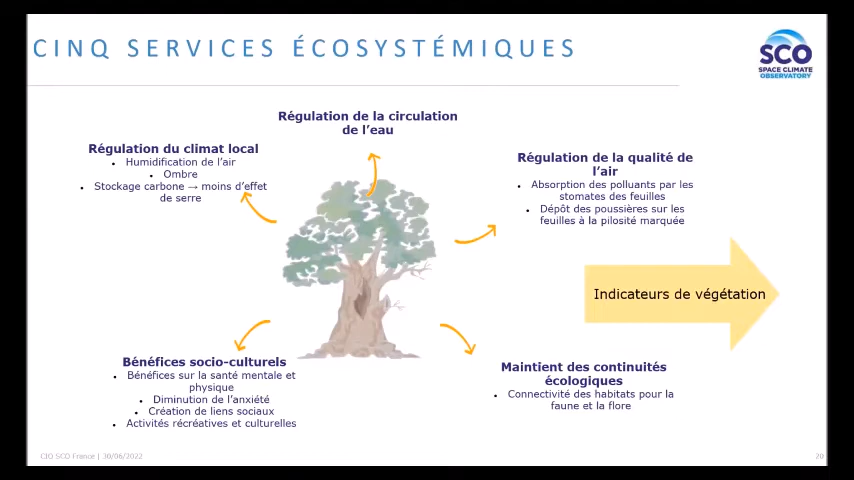 CINQ SERVICES ÉCOSYSTÉMIQUES
SCO
SPACE CLIMATE
OBSERVATORY
Régulation de la circulation
de l’eau
Régulation du climat local
• Humidification de l’air
• Ombre
• Stockage carbone → moins d’effet
de serre
Régulation de la qualité de
l’air
• Absorption des polluants par les
stomates des feuilles
• Dépôt des poussières sur les
feuilles à la pilosité marquée
Indicateurs de végétation
Bénéfices socio-culturels
• Bénéfices sur la santé mentale et
physique
• Diminution de l’anxiété
• Création de liens sociaux
• Activités récréatives et culturelles
Maintient des continuités
écologiques
• Connectivité des habitats pour la
faune et la flore
CIO SCO France | 30/06/2022
20